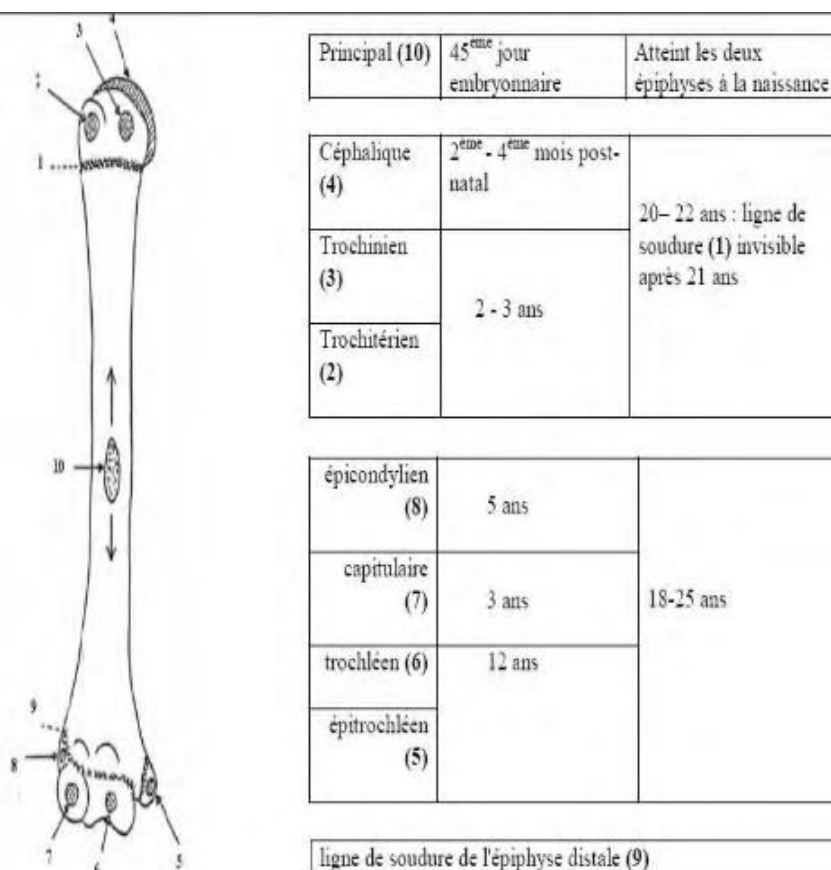 4
3
2
1
10
9
8
7
6
5
Principal (10)
45ème jour
embryonnaire
Atteint les deux
épiphyses à la naissance
Céphalique
(4)
2ème - 4ème mois post-
natal
20– 22 ans : ligne de
soudure (1) invisible
après 21 ans
Trochinien
(3)
2 - 3 ans
Trochitérien
(2)
épicondylien
(8)
5 ans
18-25 ans
capitulaire
(7)
3 ans
trochléen (6)
12 ans
épitrochléen
(5)
ligne de soudure de l'épiphyse distale (9)